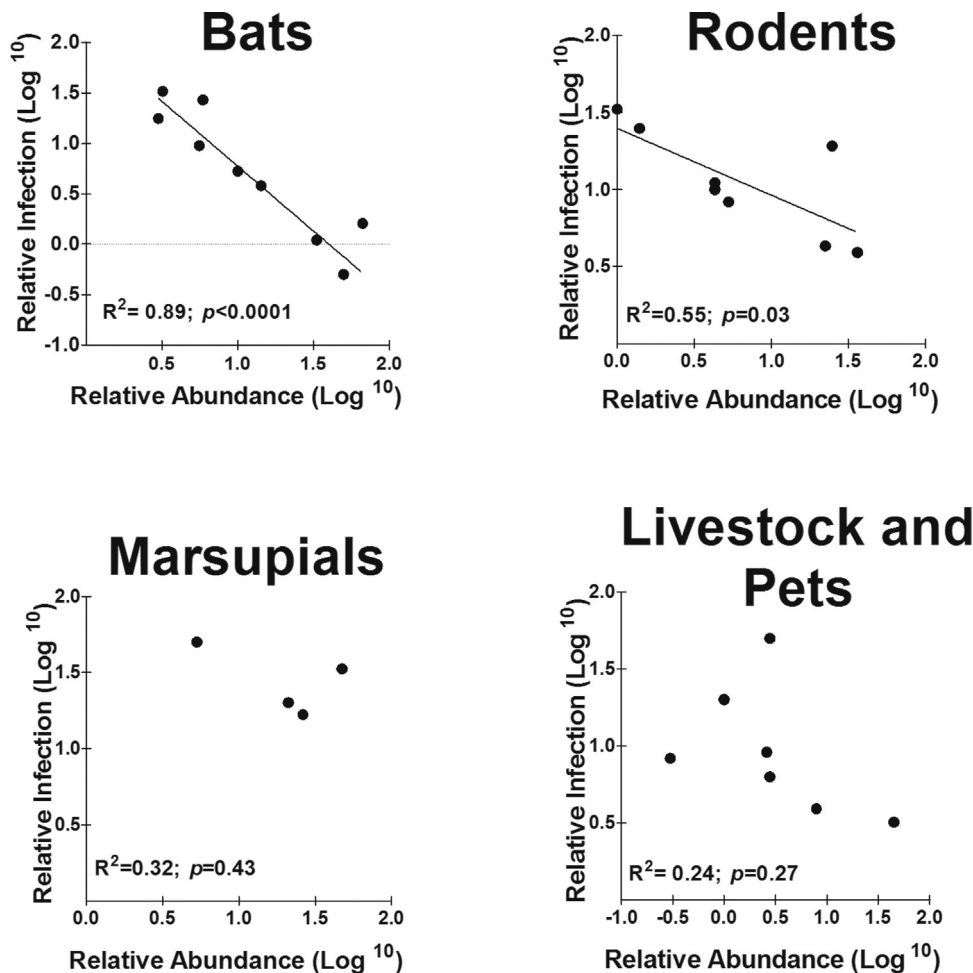 Bats
Relative Infection (Log 10)
2.0
1.5
1.0
0.5
0.0
-0.5
-1.0
R2= 0.89; p<0.0001
0.5 1.0 1.5 2.0
Relative Abundance (Log 10)
Rodents
Relative Infection (Log 10)
2.0
1.5
1.0
0.5
R2=0.55; p=0.03
0.0 0.5 1.0 1.5 2.0
Relative Abundance (Log 10)
Marsupials
Relative Infection (Log 10)
2.0
1.5
1.0
0.5
R2=0.32; p=0.43
0.0 0.5 1.0 1.5 2.0
Relative Abundance (Log 10)
Livestock and
Pets
Relative Infection (Log 10)
2.0
1.5
1.0
0.5
R2= 0.24; p=0.27
-1.0 -0.5 0.0 0.5 1.0 1.5 2.0
Relative Abundance (Log 10)